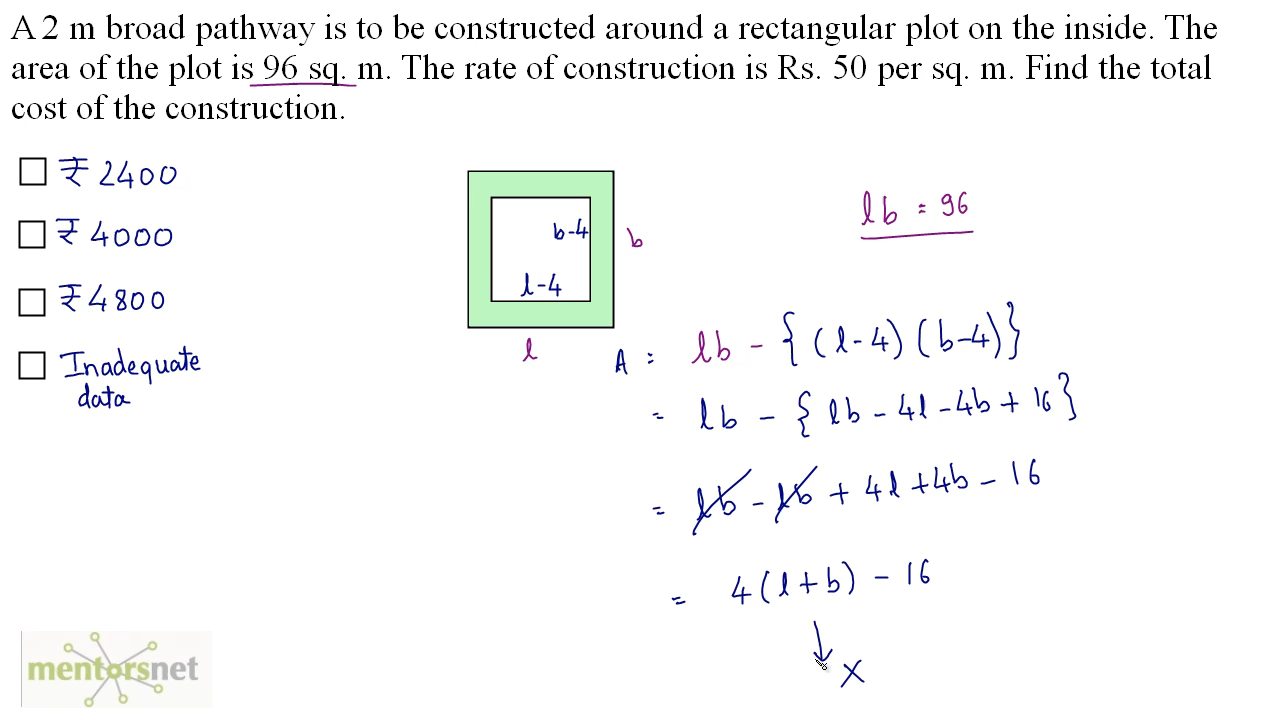 A 2 m broad pathway is to be constructed around a rectangular plot on the inside. The
area of the plot is 96 sq. m. The rate of construction is Rs. 50 per sq. m. Find the total
cost of the construction.
₹ 2400
₹ 4000
₹ 4800
Inadequate
data
b-4
l-4
b
l
lb = 96
A = lb - { (l-4) (b-4) }
= lb - { lb - 4l - 4b + 16 }
= lb - lb + 4l + 4b - 16
= 4(l+b) - 16
↓ x
mentorsnet